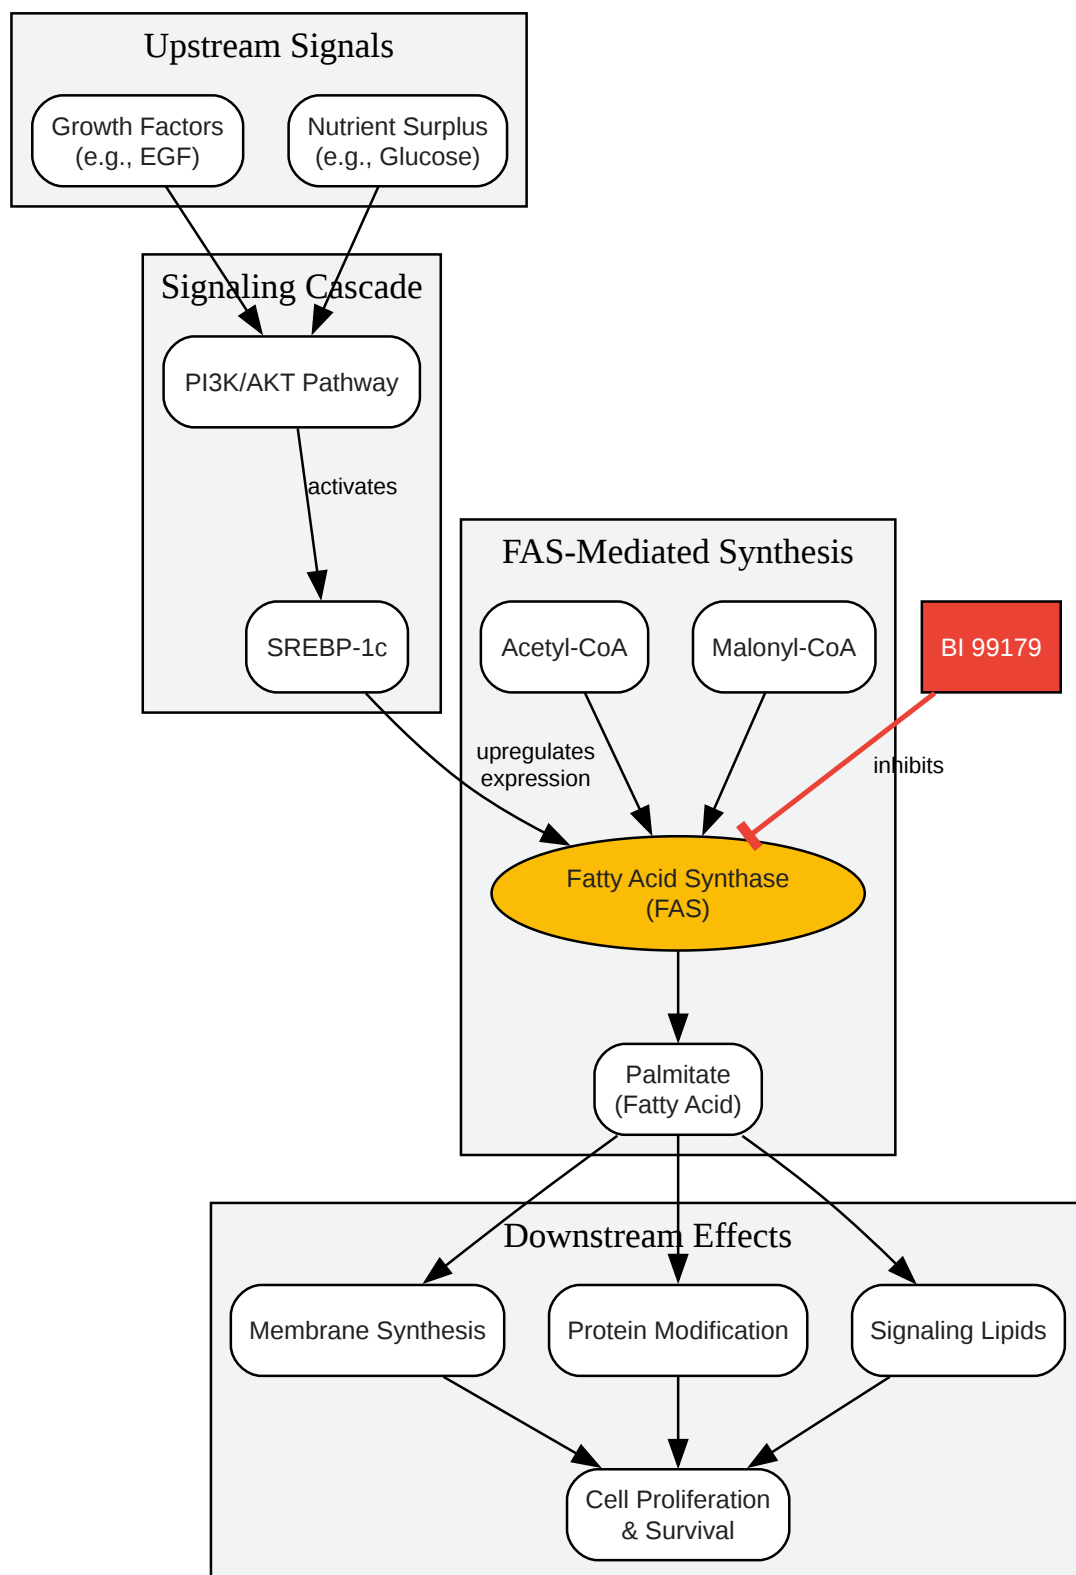 Upstream Signals
Growth Factors
(e.g., EGF)
Nutrient Surplus
(e.g., Glucose)
Signaling Cascade
PI3K/AKT Pathway
activates
SREBP-1c
FAS-Mediated Synthesis
Acetyl-CoA
Malonyl-CoA
BI 99179
upregulates
expression
inhibits
Fatty Acid Synthase
(FAS)
Palmitate
(Fatty Acid)
Downstream Effects
Membrane Synthesis
Protein Modification
Signaling Lipids
Cell Proliferation
& Survival